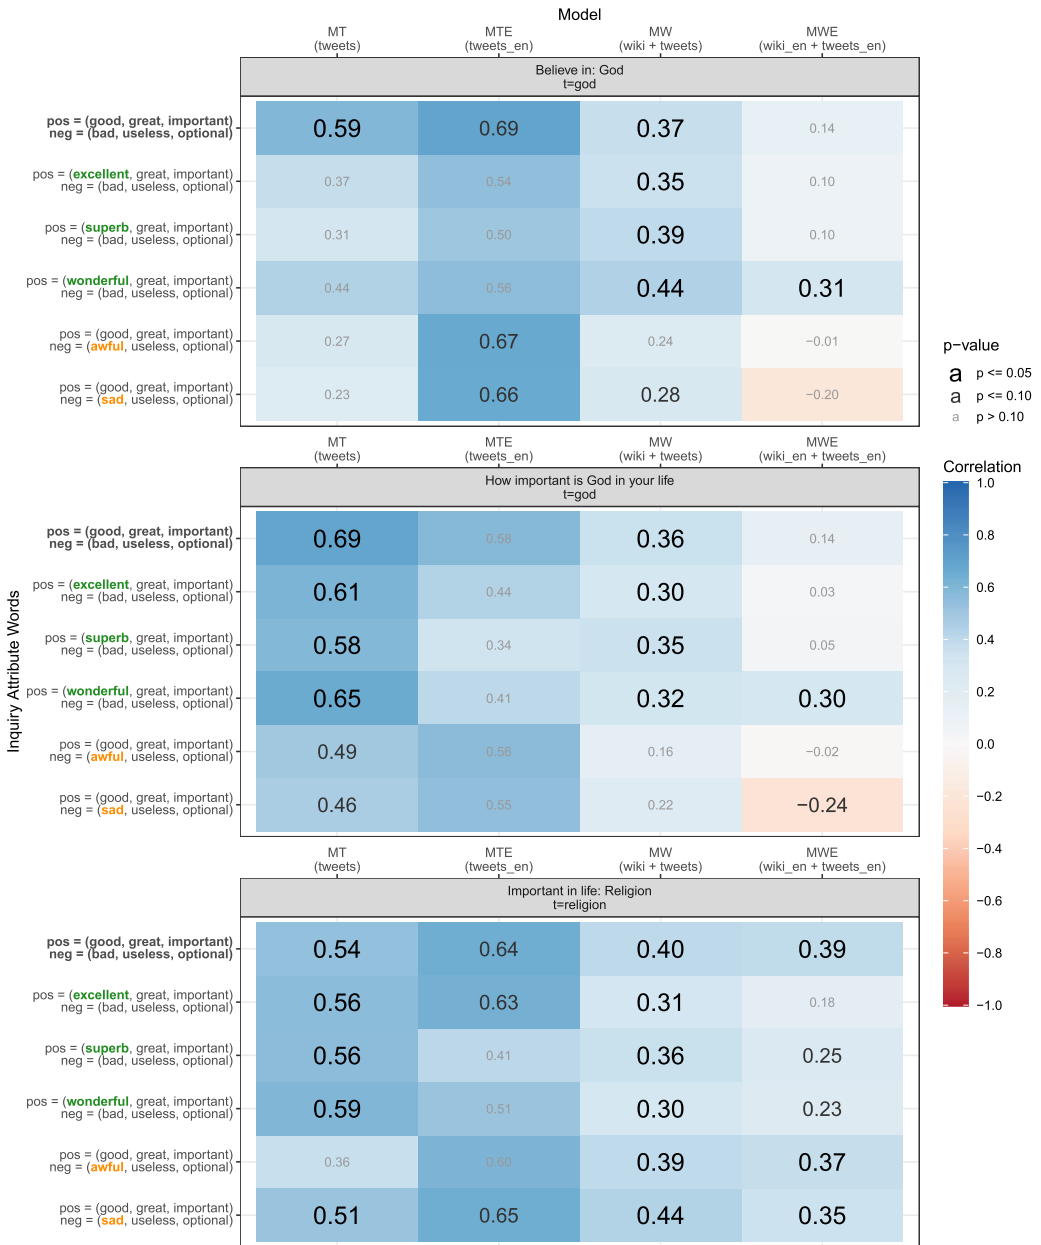 Model
MT MTE MW MWE
(tweets) (tweets_en) (wiki + tweets) (wiki_en + tweets_en)
Believe in: God
t=god
pos = (good, great, important)
neg = (bad, useless, optional)
0.59 0.69 0.37 0.14
pos = (excellent, great, important)
neg = (bad, useless, optional)
0.37 0.54 0.35 0.10
pos = (superb, great, important)
neg = (bad, useless, optional)
0.31 0.50 0.39 0.10
pos = (wonderful, great, important)
neg = (bad, useless, optional)
0.44 0.56 0.44 0.31
pos = (good, great, important)
neg = (awful, useless, optional)
0.27 0.67 0.24 −0.01
pos = (good, great, important)
neg = (sad, useless, optional)
0.23 0.66 0.28 −0.20
MT MTE MW MWE
(tweets) (tweets_en) (wiki + tweets) (wiki_en + tweets_en)
How important is God in your life
t=god
pos = (good, great, important)
neg = (bad, useless, optional)
0.69 0.58 0.36 0.14
pos = (excellent, great, important)
neg = (bad, useless, optional)
0.61 0.44 0.30 0.03
pos = (superb, great, important)
neg = (bad, useless, optional)
0.58 0.34 0.35 0.05
pos = (wonderful, great, important)
neg = (bad, useless, optional)
0.65 0.41 0.32 0.30
pos = (good, great, important)
neg = (awful, useless, optional)
0.49 0.56 0.16 −0.02
pos = (good, great, important)
neg = (sad, useless, optional)
0.46 0.55 0.22 −0.24
MT MTE MW MWE
(tweets) (tweets_en) (wiki + tweets) (wiki_en + tweets_en)
Important in life: Religion
t=religion
pos = (good, great, important)
neg = (bad, useless, optional)
0.54 0.64 0.40 0.39
pos = (excellent, great, important)
neg = (bad, useless, optional)
0.56 0.63 0.31 0.18
pos = (superb, great, important)
neg = (bad, useless, optional)
0.56 0.41 0.36 0.25
pos = (wonderful, great, important)
neg = (bad, useless, optional)
0.59 0.51 0.30 0.23
pos = (good, great, important)
neg = (awful, useless, optional)
0.36 0.60 0.39 0.37
pos = (good, great, important)
neg = (sad, useless, optional)
0.51 0.65 0.44 0.35
Inquiry Attribute Words
p−value
a p <= 0.05
a p <= 0.10
a p > 0.10
Correlation
1.0
0.8
0.6
0.4
0.2
0.0
−0.2
−0.4
−0.6
−0.8
−1.0